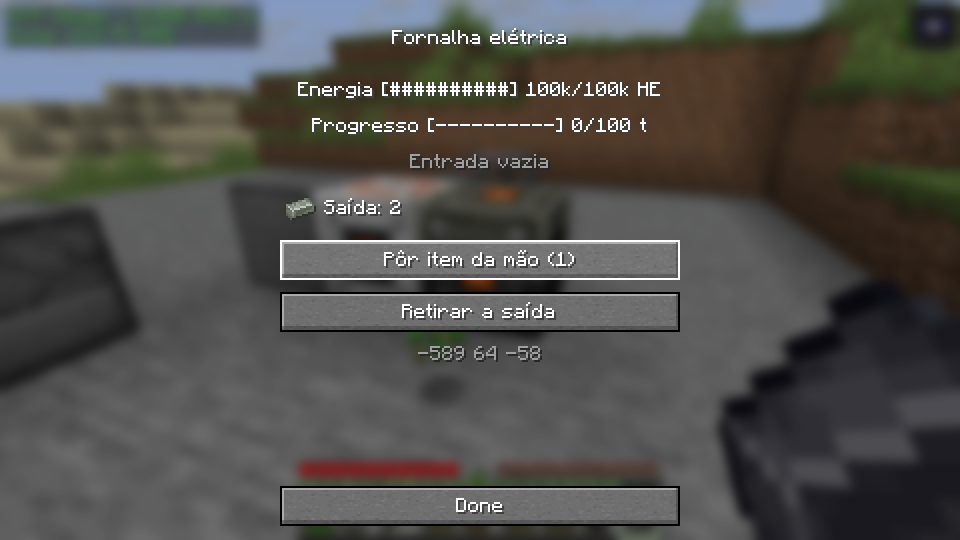 Fornalha elétrica
Energia [##########] 100k/100k HE
Progresso [----------] 0/100 t
Entrada vazia
Saída: 2
Pôr item da mão (1)
Retirar a saída
-589 64 -58
Done